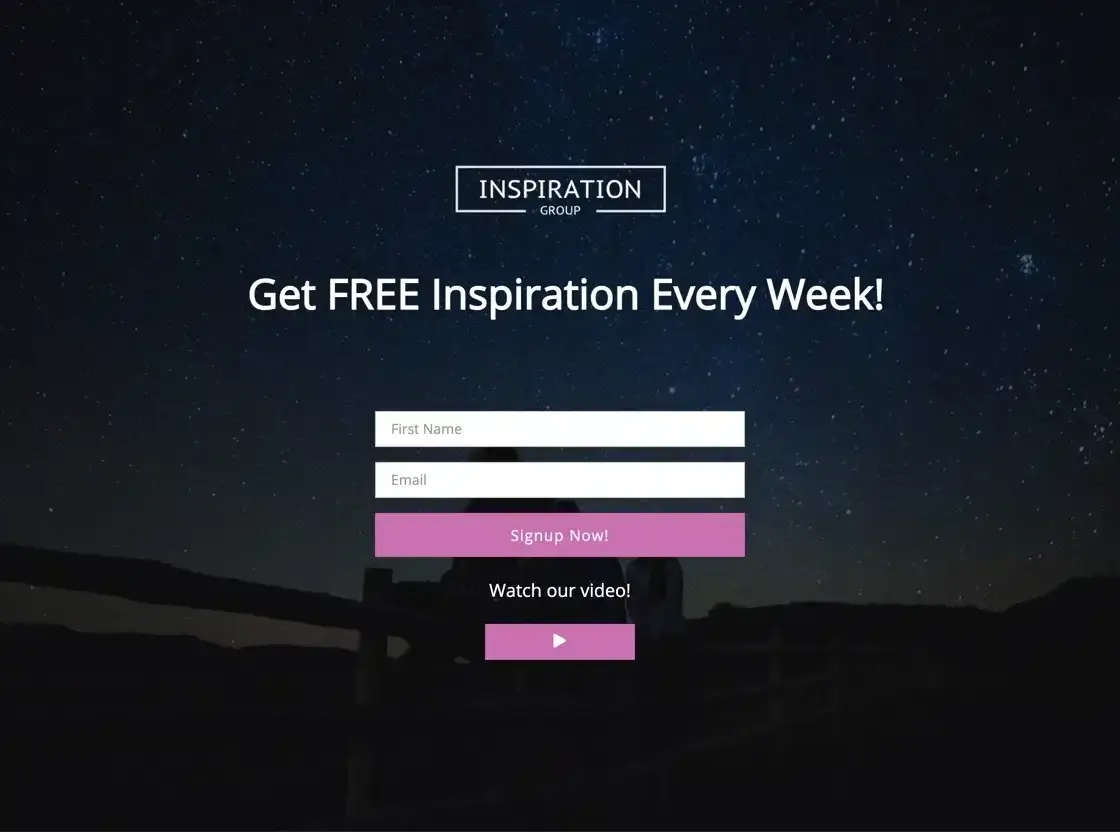 INSPIRATION
GROUP
Get FREE Inspiration Every Week!
First Name
Email
Signup Now!
Watch our video!